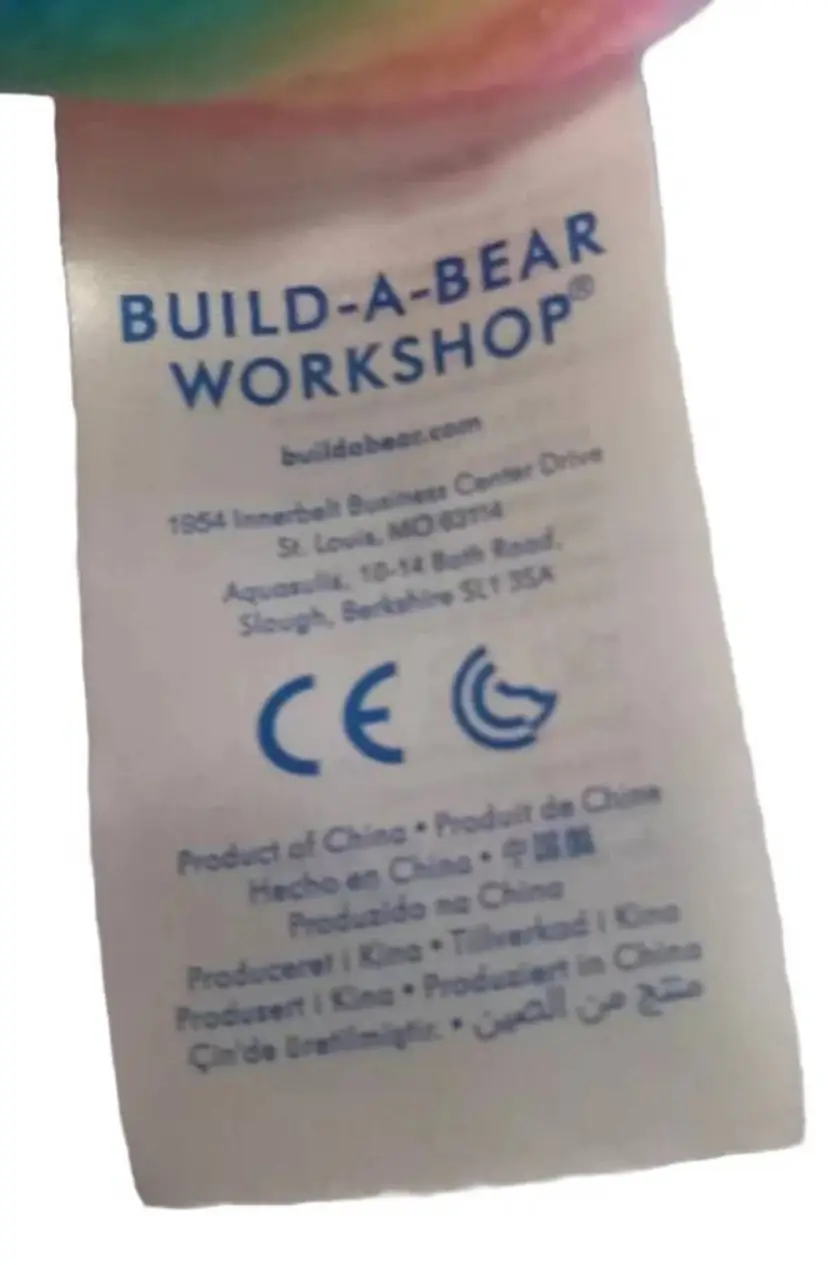 BUILD-A-BEAR
WORKSHOP®
buildabear.com
1954 Innerbelt Business Center Drive
St. Louis, MO 63114
Aquasulis, 10-14 Bath Road,
Slough, Berkshire SL1 3SA
CE
Product of China • Produit de Chine
Hecho en China • 中国製
Produzido na China
Produceret i Kina • Tillverkad i Kina
Produsert i Kina • Produziert in China
Çin'de üretilmiştir. • منتج من الصين